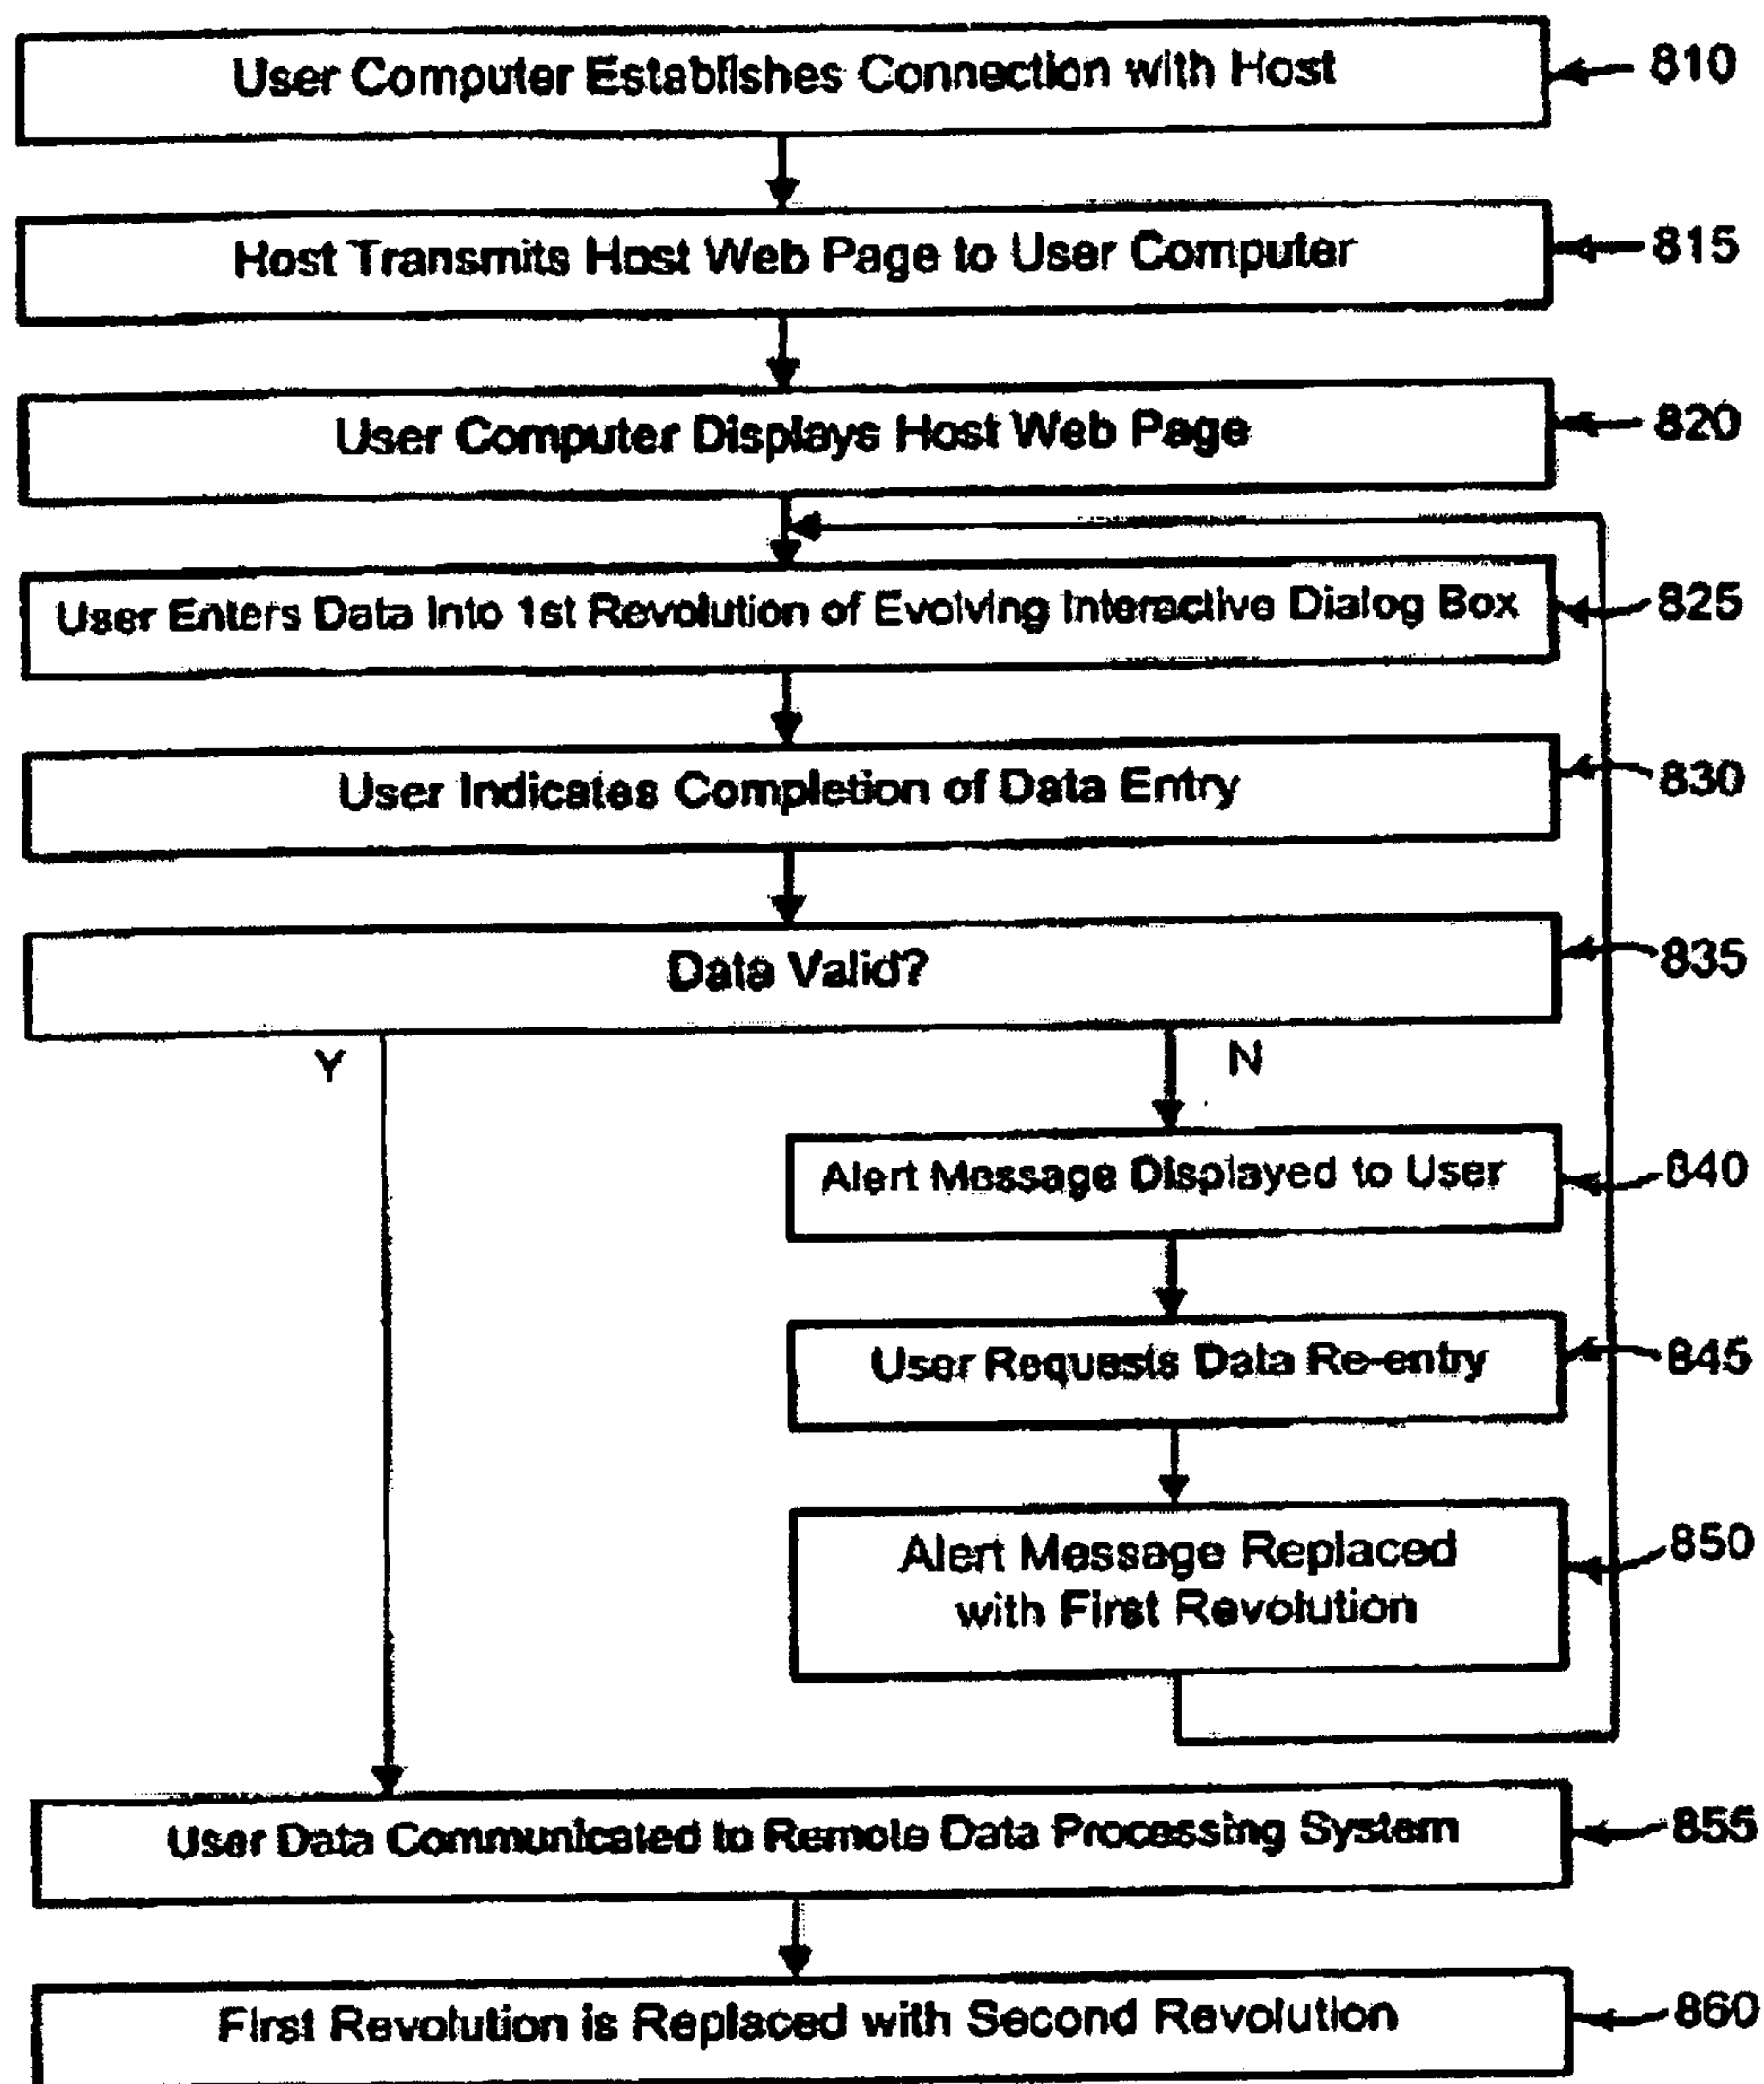 User Computer Establishes Connection with Host
810
Host Transmits Host Web Page to User Computer
815
User Computer Displays Host Web Page
820
User Enters Data Into 1st Revolution of Evolving Interactive Dialog Box
825
User Indicates Completion of Data Entry
830
Data Valid?
835
Y
N
Alert Message Displayed to User
840
User Requests Data Re-entry
845
Alert Message Replaced
with First Revolution
850
User Data Communicated to Remote Data Processing System
855
First Revolution is Replaced with Second Revolution
860